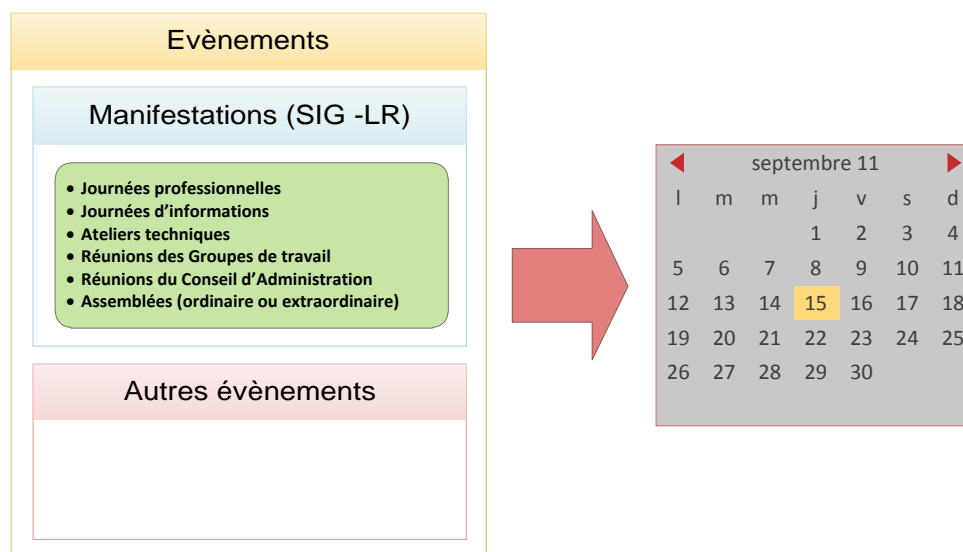 Evènements
Manifestations (SIG -LR)
• Journées professionnelles
• Journées d'informations
• Ateliers techniques
• Réunions des Groupes de travail
• Réunions du Conseil d'Administration
• Assemblées (ordinaire ou extraordinaire)
Autres évènements
septembre 11
l m m j v s d
1 2 3 4
5 6 7 8 9 10 11
12 13 14 15 16 17 18
19 20 21 22 23 24 25
26 27 28 29 30